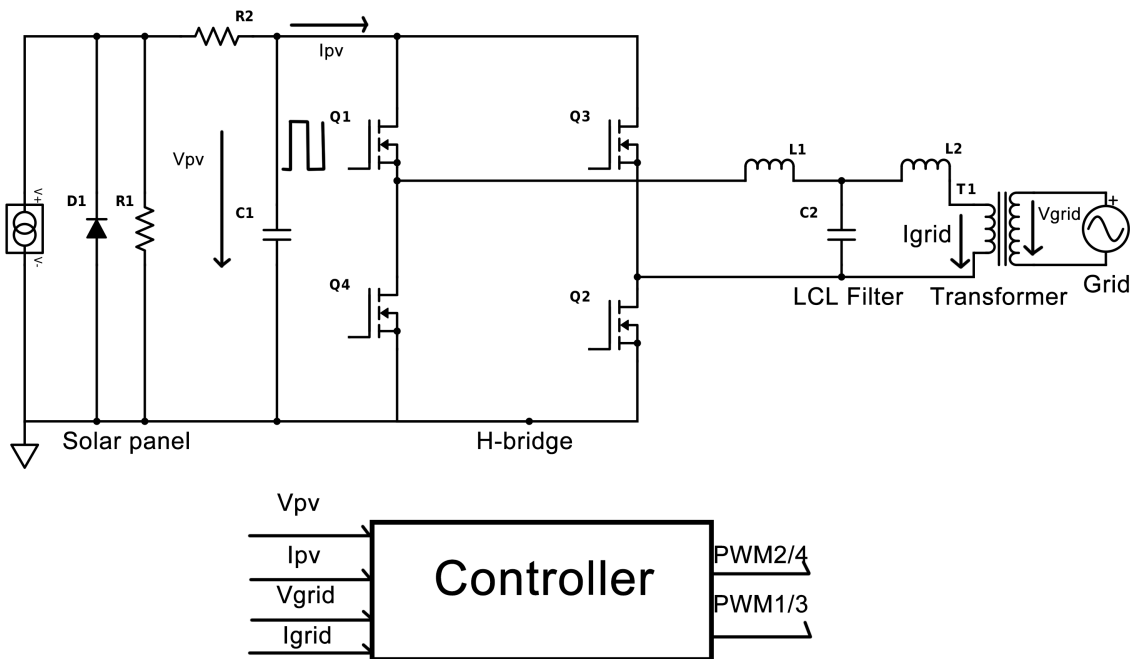 R2
Ipv
Q1
Q3
Vpv
L1
L2
V+
D1
R1
C1
T1
C2
Igrid
Vgrid
+
V-
Q4
Q2
LCL Filter
Transformer
Grid
Solar panel
H-bridge
Vpv
Ipv
Vgrid
Igrid
Controller
PWM2/4
PWM1/3